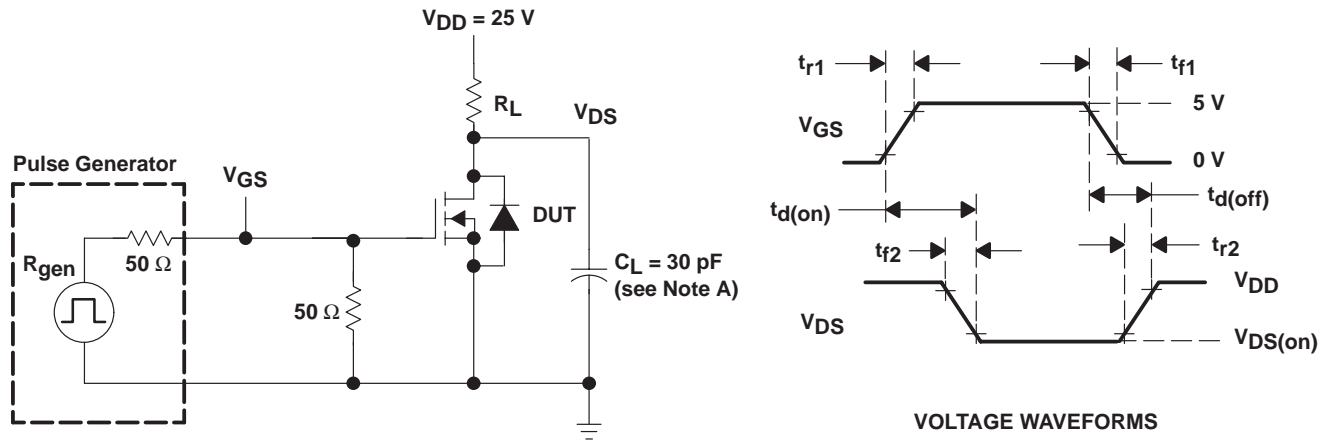 VDD = 25 V
RL
VDS
Pulse Generator
VGS
Rgen
50 Ω
50 Ω
DUT
CL = 30 pF
(see Note A)
tr1
tf1
VGS
5 V
0 V
td(on)
td(off)
tf2
tr2
VDS
VDD
VDS(on)
VOLTAGE WAVEFORMS